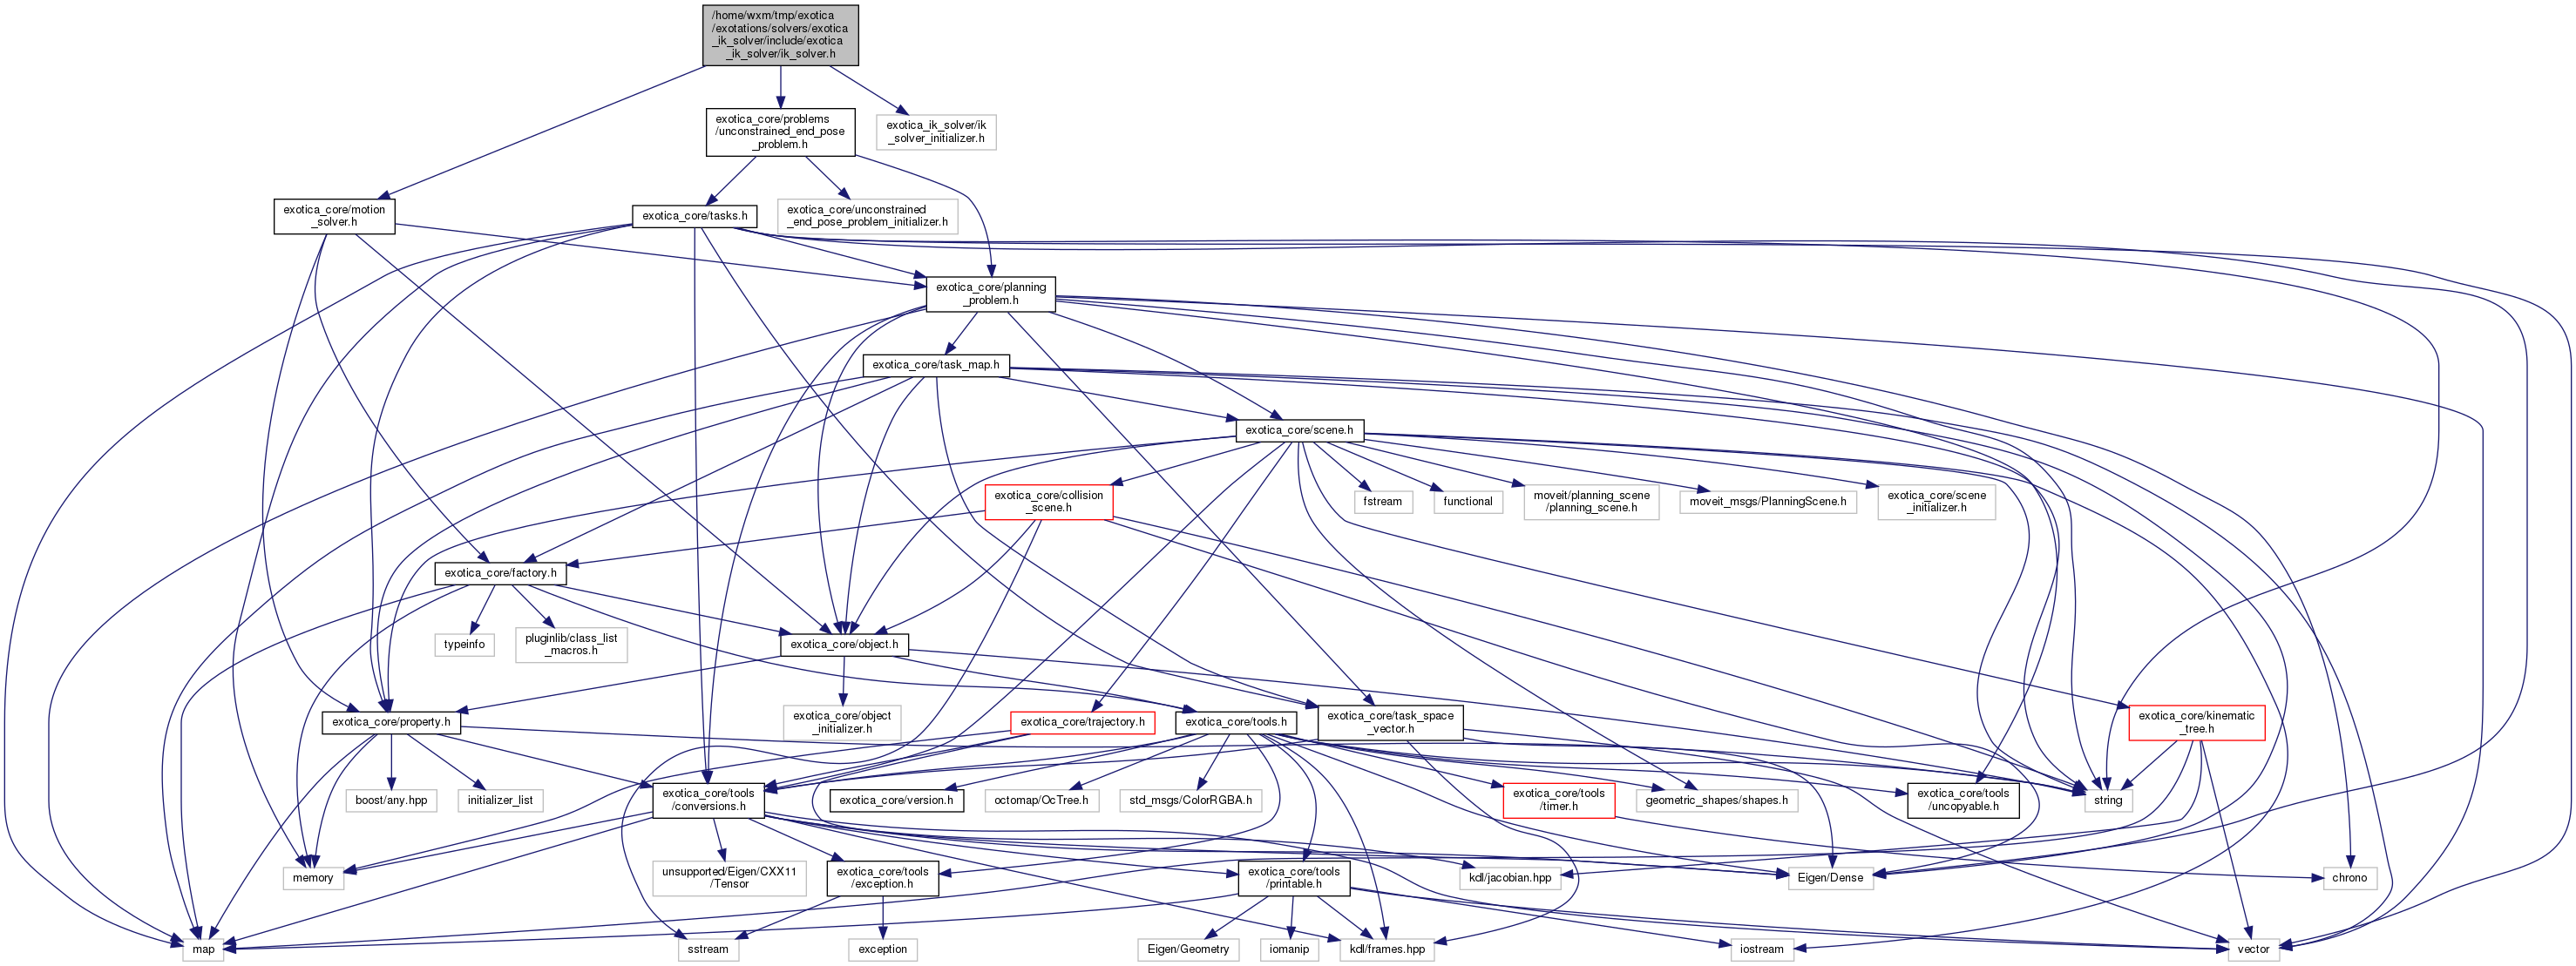 /home/wxm/tmp/exotica
/exotations/solvers/exotica
_ik_solver/include/exotica
_ik_solver/ik_solver.h
exotica_core/problems
/unconstrained_end_pose
_problem.h
exotica_ik_solver/ik
_solver_initializer.h
exotica_core/motion
_solver.h
exotica_core/tasks.h
exotica_core/unconstrained
_end_pose_problem_initializer.h
exotica_core/planning
_problem.h
exotica_core/task_map.h
exotica_core/scene.h
exotica_core/collision
_scene.h
fstream
functional
moveit/planning_scene
/planning_scene.h
moveit_msgs/PlanningScene.h
exotica_core/scene
_initializer.h
exotica_core/factory.h
typeinfo
pluginlib/class_list
_macros.h
exotica_core/object.h
exotica_core/property.h
exotica_core/object
_initializer.h
exotica_core/trajectory.h
exotica_core/tools.h
exotica_core/task_space
_vector.h
exotica_core/kinematic
_tree.h
boost/any.hpp
initializer_list
exotica_core/tools
/conversions.h
exotica_core/version.h
octomap/OcTree.h
std_msgs/ColorRGBA.h
exotica_core/tools
/timer.h
geometric_shapes/shapes.h
exotica_core/tools
/uncopyable.h
string
memory
unsupported/Eigen/CXX11
/Tensor
exotica_core/tools
/exception.h
exotica_core/tools
/printable.h
kdl/jacobian.hpp
Eigen/Dense
chrono
map
sstream
exception
Eigen/Geometry
iomanip
kdl/frames.hpp
iostream
vector